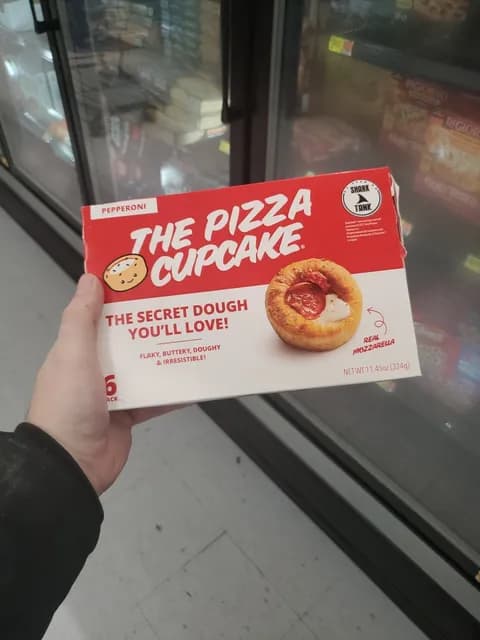 PEPPERONI
THE PIZZA
CUPCAKE®
SHARK
TANK
THE SECRET DOUGH
YOU'LL LOVE!
FLAKY, BUTTERY, DOUGHY
& IRRESISTIBLE!
REAL
MOZZARELLA
6
PACK
NET WT 11.45oz (324g)